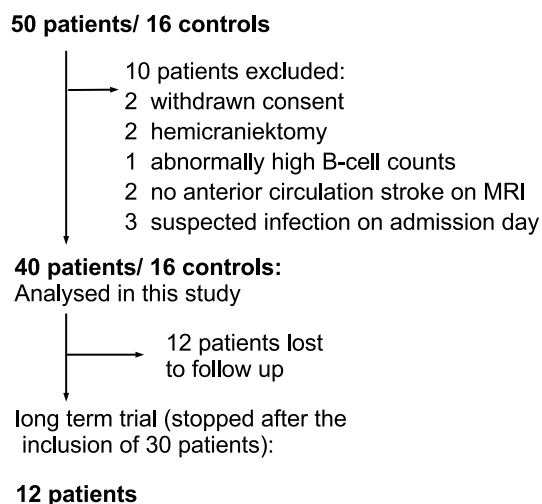 50 patients/ 16 controls
10 patients excluded:
2 withdrawn consent
2 hemicraniektomy
1 abnormally high B-cell counts
2 no anterior circulation stroke on MRI
3 suspected infection on admission day
40 patients/ 16 controls:
Analysed in this study
12 patients lost
to follow up
long term trial (stopped after the
inclusion of 30 patients):
12 patients